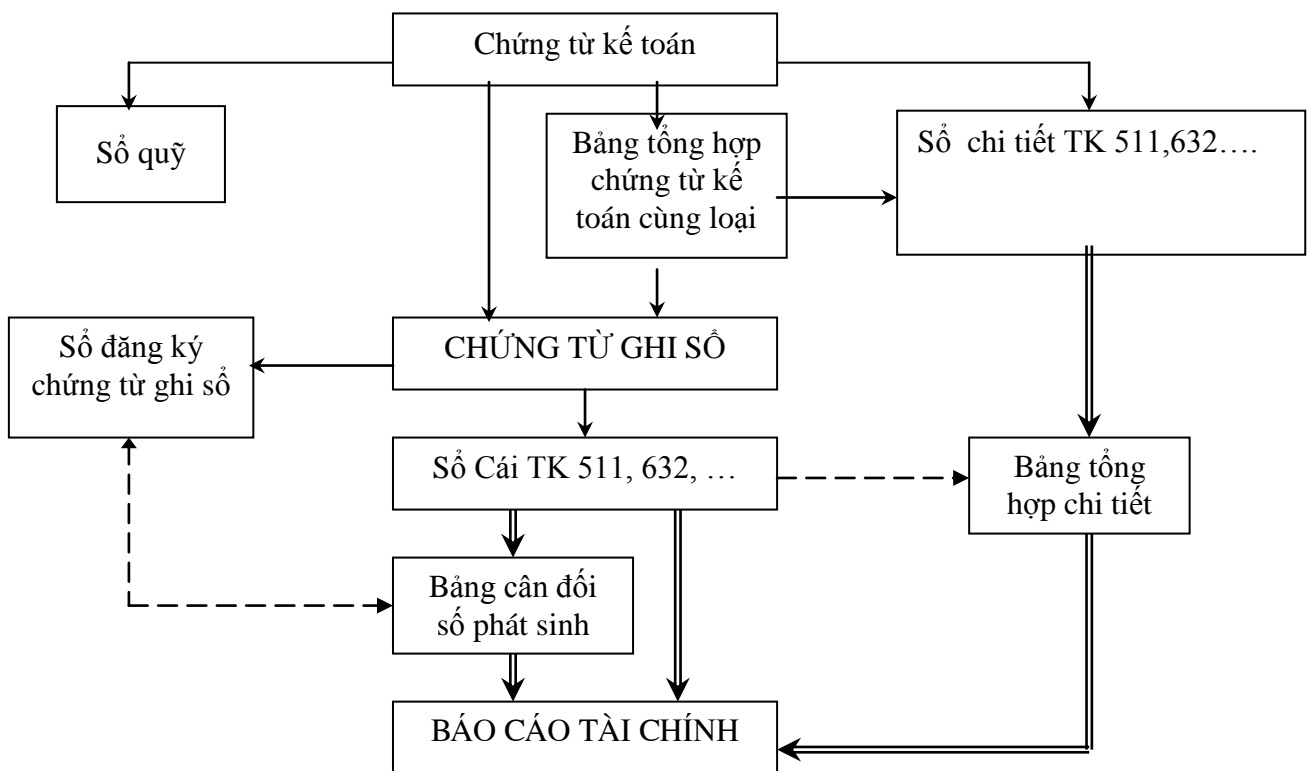 Chứng từ kế toán
Sổ quỹ
Bảng tổng hợp
chứng từ kế
toán cùng loại
Sổ chi tiết TK 511,632….
Sổ đăng ký
chứng từ ghi sổ
CHỨNG TỪ GHI SỔ
Sổ Cái TK 511, 632, …
Bảng tổng
hợp chi tiết
Bảng cân đối
số phát sinh
BÁO CÁO TÀI CHÍNH